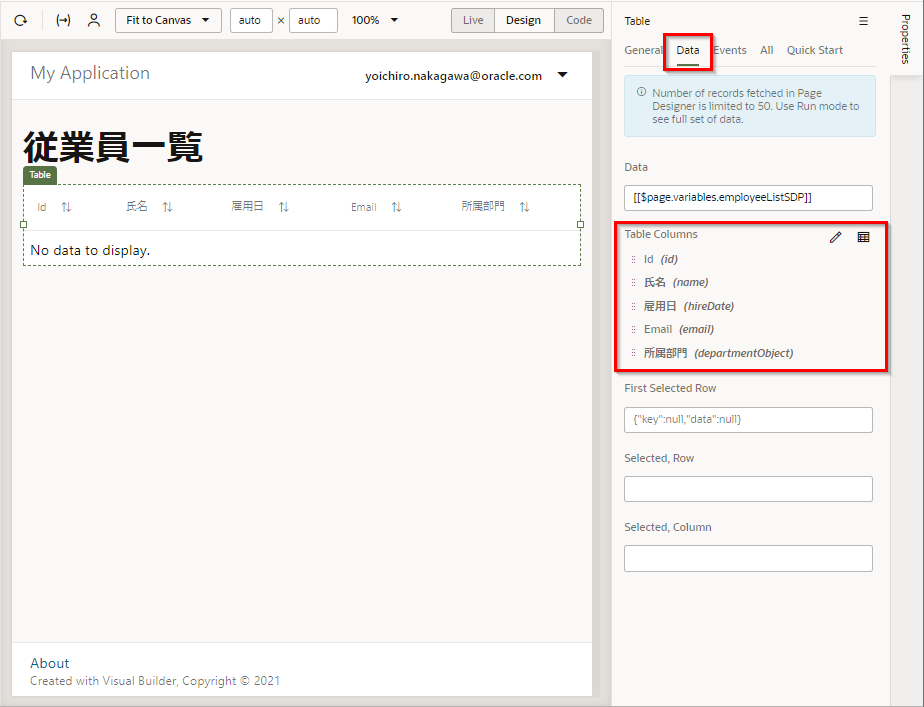 Fit to Canvas auto × auto 100% Live Design Code
My Application yoichiro.nakagawa@oracle.com
従業員一覧
Table
Id 氏名 雇用日 Email 所属部門
No data to display.
About
Created with Visual Builder, Copyright © 2021
Table
General Data Events All Quick Start
Number of records fetched in Page
Designer is limited to 50. Use Run mode to
see full set of data.
Data
[[$page.variables.employeeListSDP]]
Table Columns
Id (id)
氏名 (name)
雇用日 (hireDate)
Email (email)
所属部門 (departmentObject)
First Selected Row
{"key":null,"data":null}
Selected, Row
Selected, Column
Properties